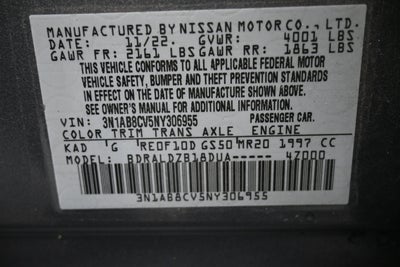 MANUFACTURED BY NISSAN MOTOR CO., LTD.
DATE: 11/22. GVWR: 4001 LBS
GAWR FR: 2161 LBS GAWR RR: 1863 LBS
THIS VEHICLE CONFORMS TO ALL APPLICABLE FEDERAL MOTOR
VEHICLE SAFETY, BUMPER AND THEFT PREVENTION STANDARDS
IN EFFECT ON THE DATE OF MANUFACTURE SHOWN ABOVE.
SEE OWNER'S MANUAL FOR ADDITIONAL INFORMATION.
VIN: 3N1AB8CV5NY306955 PASSENGER CAR.
COLOR TRIM TRANS AXLE ENGINE
KAD G RE0F10D GS50 MR20 1997 CC
MODEL: BDRALDZB18DUA----- 4Z000
3N1AB8CV5NY306955